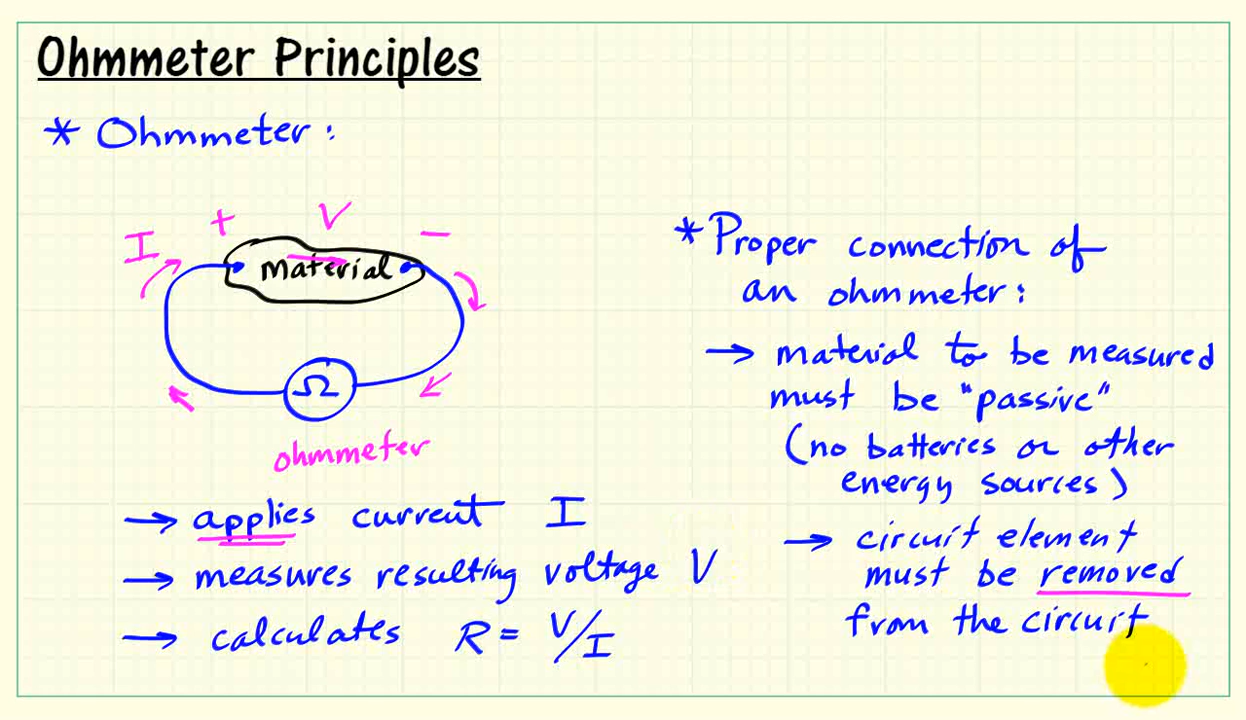 Ohmmeter Principles
* Ohmmeter:
I + V −
material
Ω
ohmmeter
→ applies current I
→ measures resulting voltage V
→ calculates R = V/I
* Proper connection of
an ohmmeter:
→ material to be measured
must be "passive"
(no batteries or other
energy sources)
→ circuit element
must be removed
from the circuit